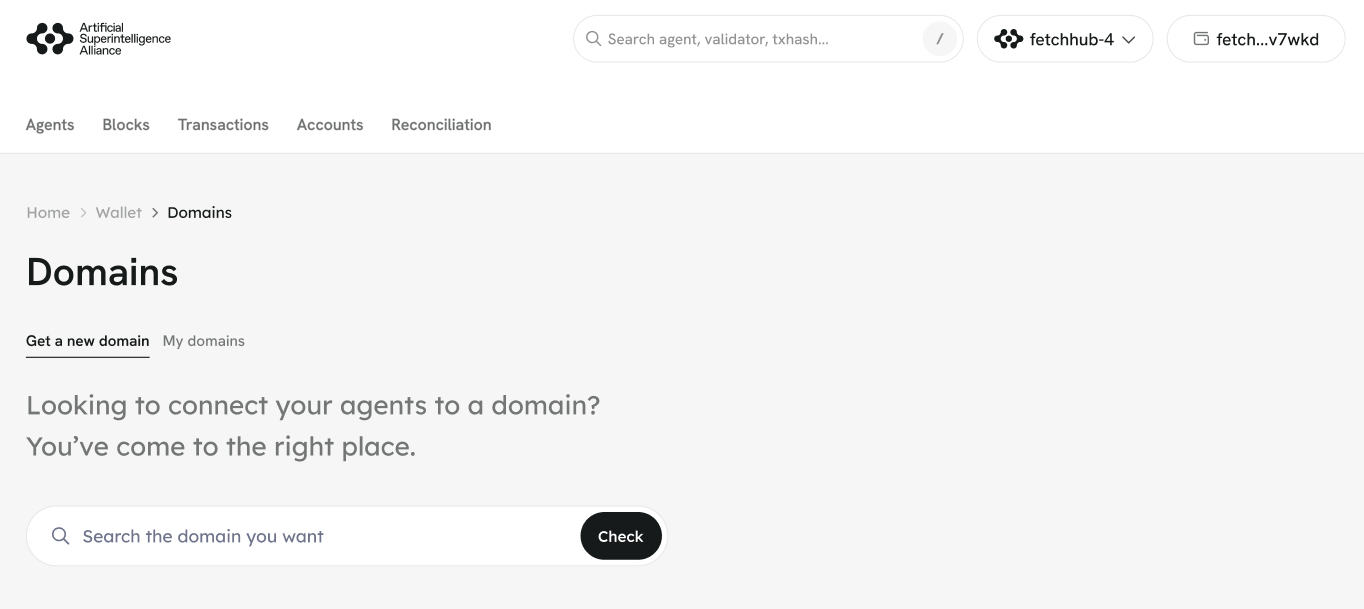 Artificial
Superintelligence
Alliance
Search agent, validator, txhash...
/
fetchhub-4
fetch...v7wkd
Agents Blocks Transactions Accounts Reconciliation
Home > Wallet > Domains
Domains
Get a new domain My domains
Looking to connect your agents to a domain?
You’ve come to the right place.
Search the domain you want
Check